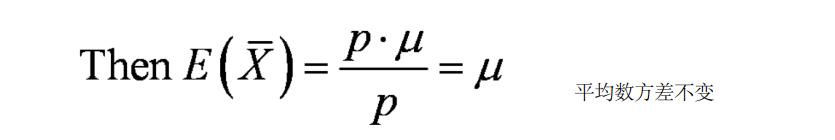 Then E(X̄) = p·μ / p = μ
平均数方差不变